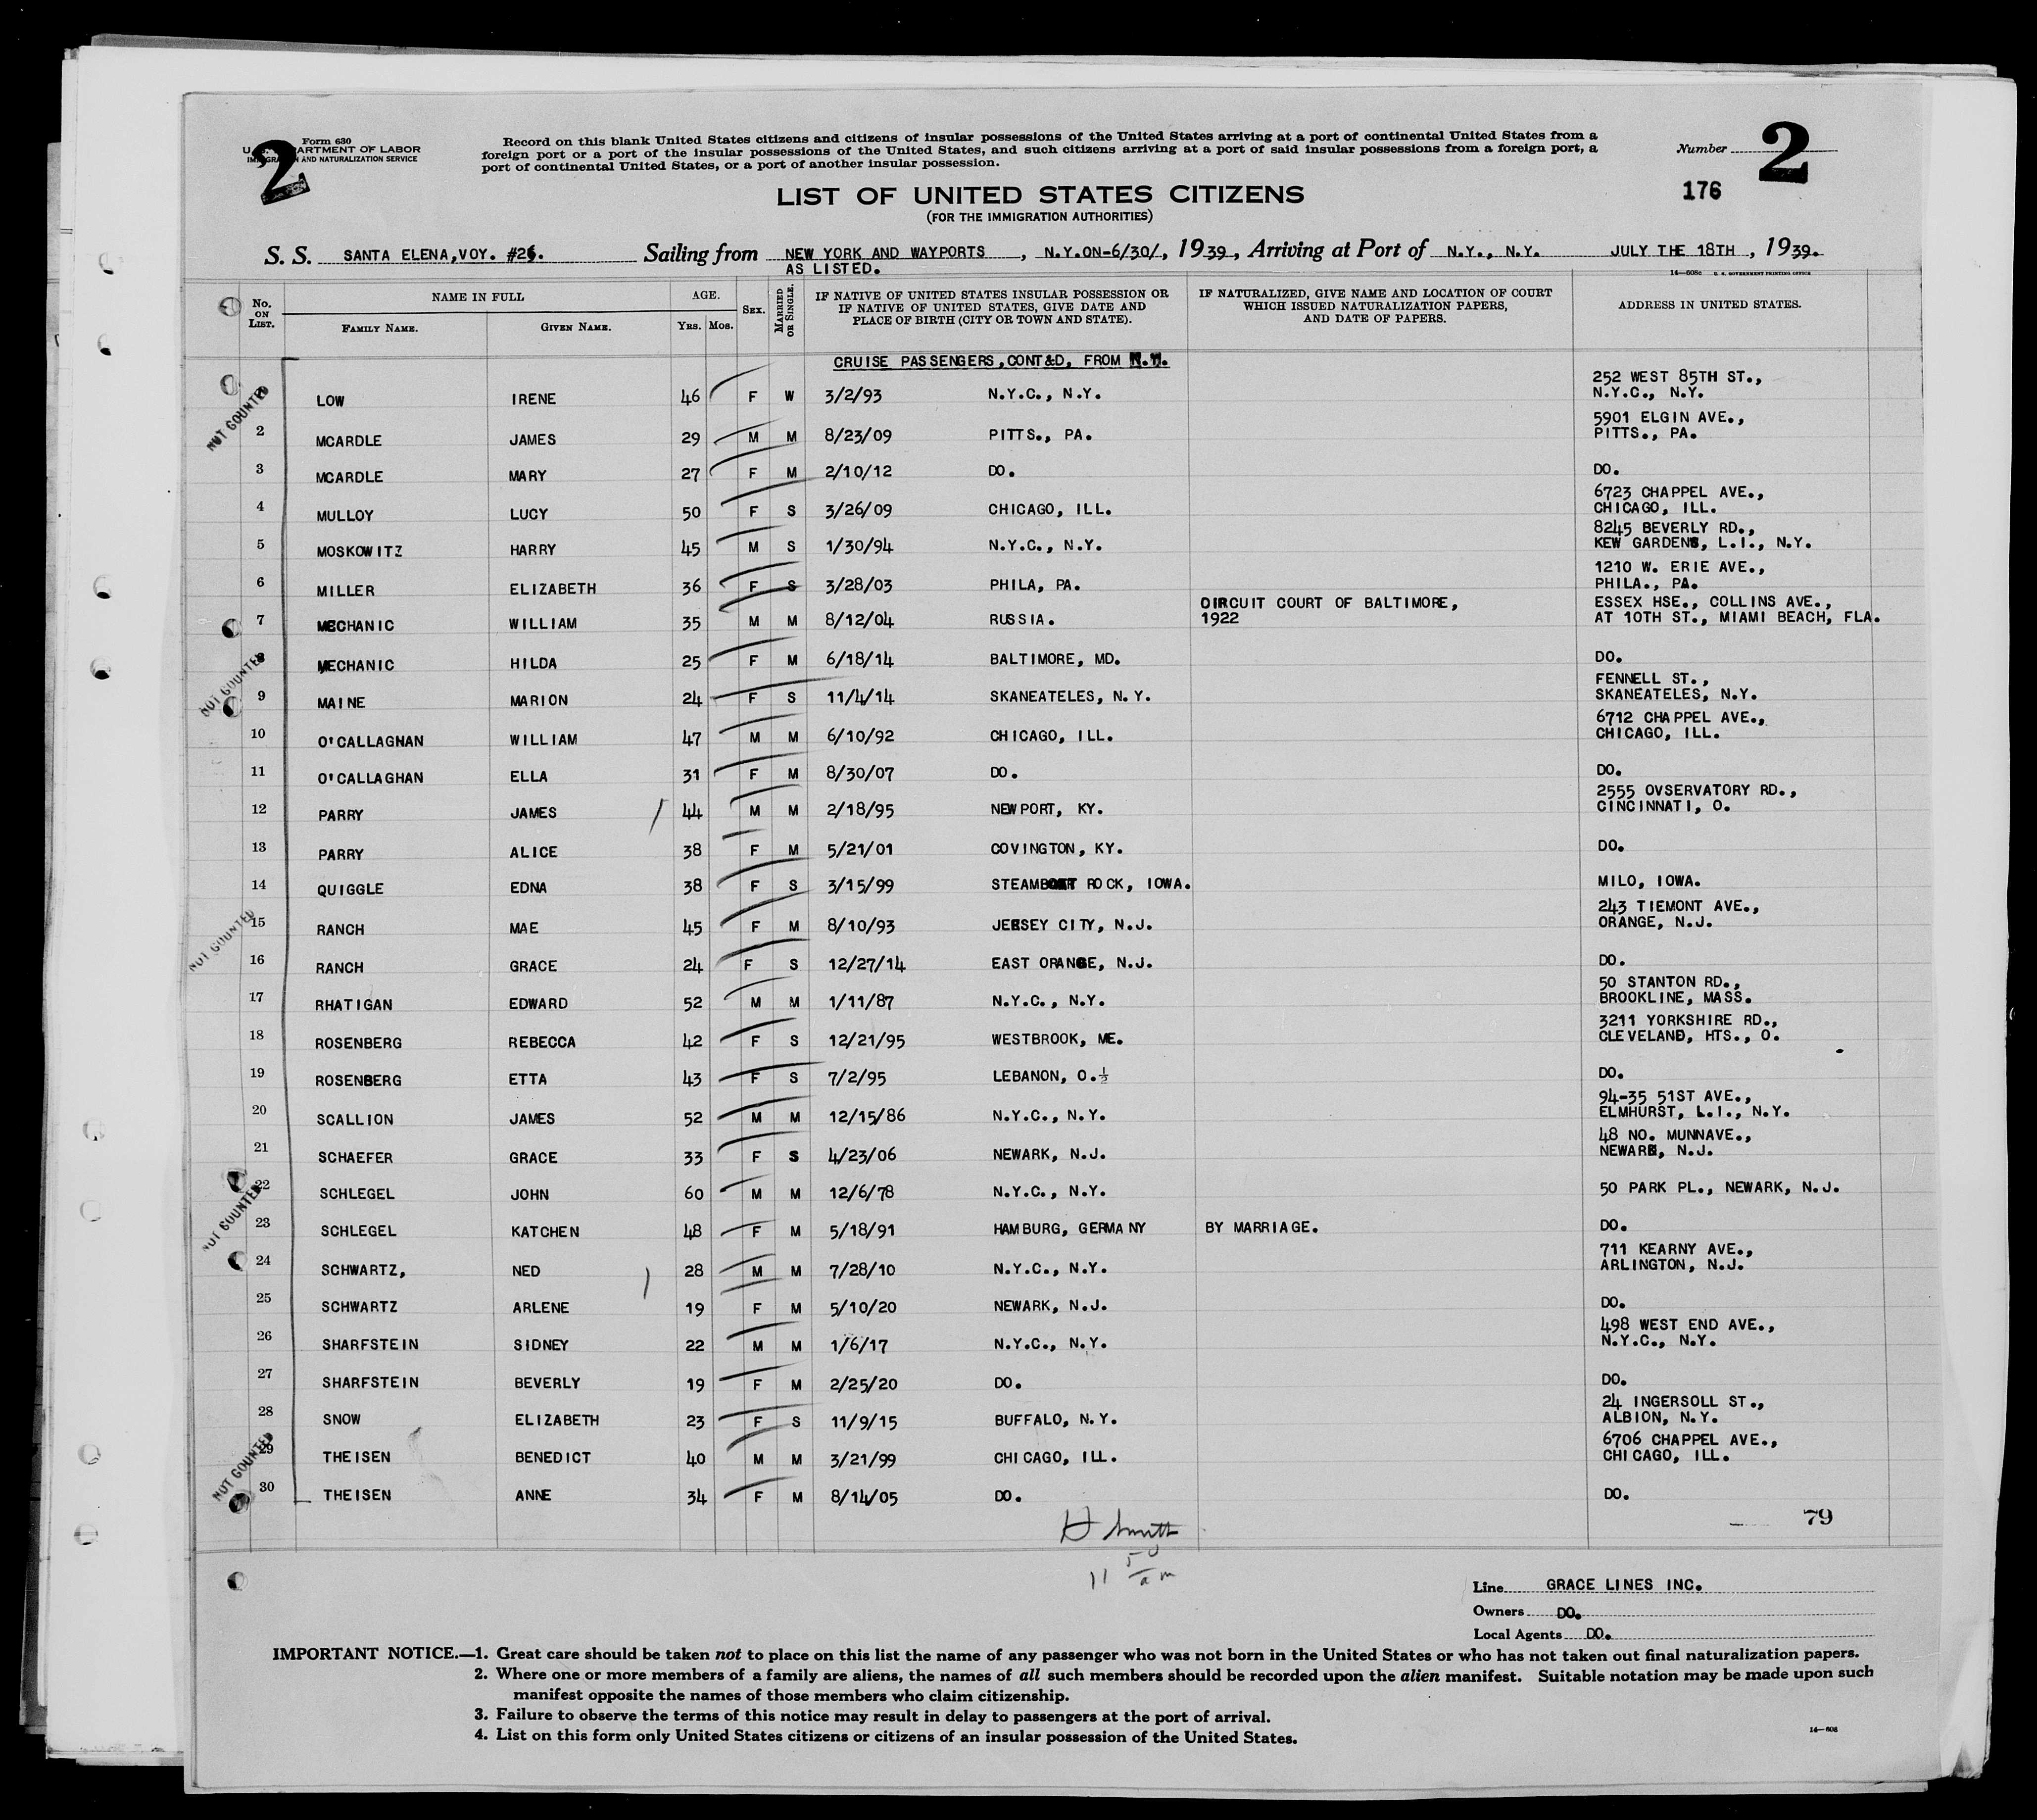 2
Form 630
U. S. DEPARTMENT OF LABOR
IMMIGRATION AND NATURALIZATION SERVICE
Record on this blank United States citizens and citizens of insular possessions of the United States arriving at a port of continental United States from a
foreign port or a port of the insular possessions of the United States, and such citizens arriving at a port of said insular possessions from a foreign port, a
port of continental United States, or a port of another insular possession.
Number 2
176
LIST OF UNITED STATES CITIZENS
(FOR THE IMMIGRATION AUTHORITIES)
S. S. SANTA ELENA, VOY. Sailing from NEW YORK AND WAYPORTS, N.Y. ON-6/30/, 1939, Arriving at Port of N.Y., N.Y. JULY THE 18TH, 1939.
AS LISTED.
14-608c U. S. GOVERNMENT PRINTING OFFICE
No. ON LIST. NAME IN FULL FAMILY NAME. GIVEN NAME. AGE. YRS. MOS. SEX. MARRIED OR SINGLE.
IF NATIVE OF UNITED STATES INSULAR POSSESSION OR
IF NATIVE OF UNITED STATES, GIVE DATE AND
PLACE OF BIRTH (CITY OR TOWN AND STATE).
IF NATURALIZED, GIVE NAME AND LOCATION OF COURT
WHICH ISSUED NATURALIZATION PAPERS,
AND DATE OF PAPERS.
ADDRESS IN UNITED STATES.
CRUISE PASSENGERS, CONT&D, FROM N.Y.
NOT COUNTED
LOW IRENE 46 F W 3/2/93 N.Y.C., N.Y. 252 WEST 85TH ST.,
N.Y.C., N.Y.
2 MCARDLE JAMES 29 M M 8/23/09 PITTS., PA. 5901 ELGIN AVE.,
PITTS., PA.
3 MCARDLE MARY 27 F M 2/10/12 DO. DO.
4 MULLOY LUCY 50 F S 3/26/09 CHICAGO, ILL. 6723 CHAPPEL AVE.,
CHICAGO, ILL.
5 MOSKOWITZ HARRY 45 M S 1/30/94 N.Y.C., N.Y. 8245 BEVERLY RD.,
KEW GARDENS, L.I., N.Y.
6 MILLER ELIZABETH 36 F S 3/28/03 PHILA, PA. 1210 W. ERIE AVE.,
PHILA., PA.
7 MECHANIC WILLIAM 35 M M 8/12/04 RUSSIA. CIRCUIT COURT OF BALTIMORE,
1922
ESSEX HSE., COLLINS AVE.,
AT 10TH ST., MIAMI BEACH, FLA.
8 MECHANIC HILDA 25 F M 6/18/14 BALTIMORE, MD. DO.
NOT COUNTED
9 MAINE MARION 24 F S 11/4/14 SKANEATELES, N.Y. FENNELL ST.,
SKANEATELES, N.Y.
10 O'CALLAGHAN WILLIAM 47 M M 6/10/92 CHICAGO, ILL. 6712 CHAPPEL AVE.,
CHICAGO, ILL.
11 O'CALLAGHAN ELLA 31 F M 8/30/07 DO. DO.
12 PARRY JAMES 44 M M 2/18/95 NEWPORT, KY. 2555 OVSERVATORY RD.,
CINCINNATI, O.
13 PARRY ALICE 38 F M 5/21/01 COVINGTON, KY. DO.
14 QUIGGLE EDNA 38 F S 3/15/99 STEAMBOAT ROCK, IOWA. MILO, IOWA.
NOT COUNTED
15 RANCH MAE 45 F M 8/10/93 JERSEY CITY, N.J. 243 TIEMONT AVE.,
ORANGE, N.J.
16 RANCH GRACE 24 F S 12/27/14 EAST ORANGE, N.J. DO.
17 RHATIGAN EDWARD 52 M M 1/11/87 N.Y.C., N.Y. 50 STANTON RD.,
BROOKLINE, MASS.
18 ROSENBERG REBECCA 42 F S 12/21/95 WESTBROOK, ME. 3211 YORKSHIRE RD.,
CLEVELAND, HTS., O.
19 ROSENBERG ETTA 43 F S 7/2/95 LEBANON, O.½ DO.
20 SCALLION JAMES 52 M M 12/15/86 N.Y.C., N.Y. 94-35 51ST AVE.,
ELMHURST, L.I., N.Y.
21 SCHAEFER GRACE 33 F S 4/23/06 NEWARK, N.J. 48 NO. MUNNAVE.,
NEWARK, N.J.
22 SCHLEGEL JOHN 60 M M 12/6/78 N.Y.C., N.Y. 50 PARK PL., NEWARK, N.J.
NOT COUNTED
23 SCHLEGEL KATCHEN 48 F M 5/18/91 HAMBURG, GERMANY BY MARRIAGE. DO.
24 SCHWARTZ, NED 28 M M 7/28/10 N.Y.C., N.Y. 711 KEARNY AVE.,
ARLINGTON, N.J.
25 SCHWARTZ ARLENE 19 F M 5/10/20 NEWARK, N.J. DO.
26 SHARFSTEIN SIDNEY 22 M M 1/6/17 N.Y.C., N.Y. 498 WEST END AVE.,
N.Y.C., N.Y.
27 SHARFSTEIN BEVERLY 19 F M 2/25/20 DO. DO.
28 SNOW ELIZABETH 23 F S 11/9/15 BUFFALO, N.Y. 24 INGERSOLL ST.,
ALBION, N.Y.
29 THEISEN BENEDICT 40 M M 3/21/99 CHICAGO, ILL. 6706 CHAPPEL AVE.,
CHICAGO, ILL.
NOT COUNTED
30 THEISEN ANNE 34 F M 8/14/05 DO. DO.
79
H Smith
11 50 am
Line GRACE LINES INC.
Owners DO.
Local Agents DO.
IMPORTANT NOTICE.—1. Great care should be taken not to place on this list the name of any passenger who was not born in the United States or who has not taken out final naturalization papers.
2. Where one or more members of a family are aliens, the names of all such members should be recorded upon the alien manifest. Suitable notation may be made upon such
manifest opposite the names of those members who claim citizenship.
3. Failure to observe the terms of this notice may result in delay to passengers at the port of arrival.
4. List on this form only United States citizens or citizens of an insular possession of the United States.
14-608